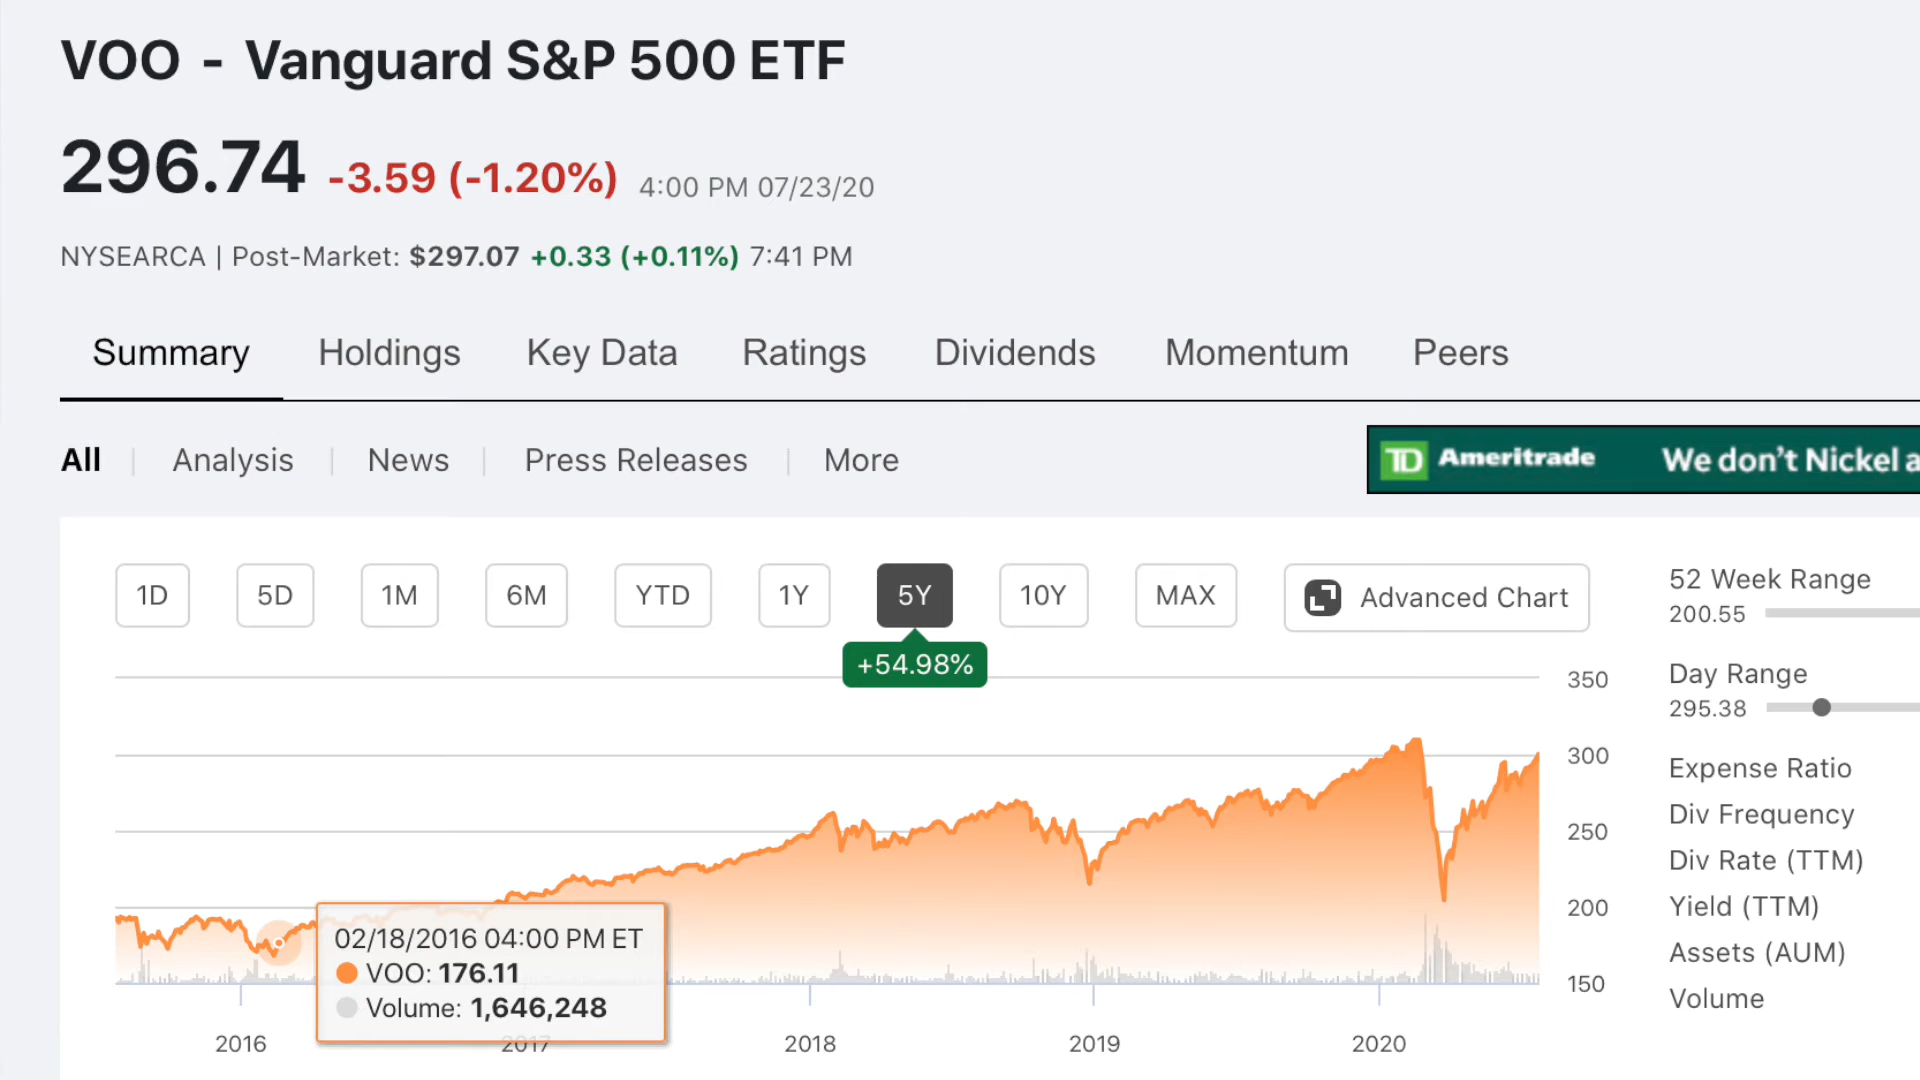 VOO - Vanguard S&P 500 ETF
296.74 -3.59 (-1.20%) 4:00 PM 07/23/20
NYSEARCA | Post-Market: $297.07 +0.33 (+0.11%) 7:41 PM
Summary Holdings Key Data Ratings Dividends Momentum Peers
All Analysis News Press Releases More
TD Ameritrade We don't Nickel a
1D 5D 1M 6M YTD 1Y 5Y 10Y MAX Advanced Chart
+54.98%
350
300
250
200
150
02/18/2016 04:00 PM ET
VOO: 176.11
Volume: 1,646,248
2016 2017 2018 2019 2020
52 Week Range
200.55
Day Range
295.38
Expense Ratio
Div Frequency
Div Rate (TTM)
Yield (TTM)
Assets (AUM)
Volume